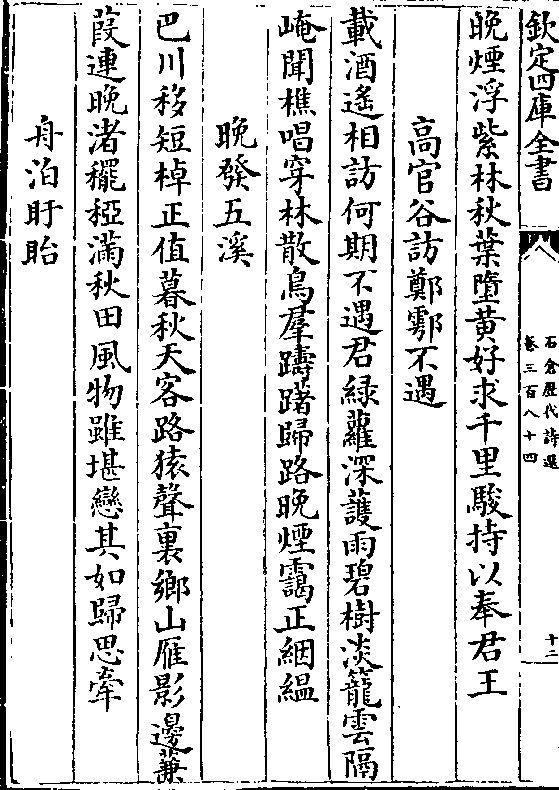 欽定四庫全書
石倉歷代詩選
卷三百八十四
十二
晚煙浮紫林秋葉墮黃好求千里駿持以奉君王
高官谷訪鄭鄠不遇
載酒遙相訪何期不遇君緑蘿深護雨碧樹淡籠雲隔
崦聞樵唱穿林散鳥羣躊躇歸路晚煙靄正絪緼
晚發五溪
巴川移短棹正值暮秋天客路猿聲裏鄉山雁影邊蒹
葭連晚渚䆉稏滿秋田風物雖堪戀其如歸思牽
舟泊盱眙